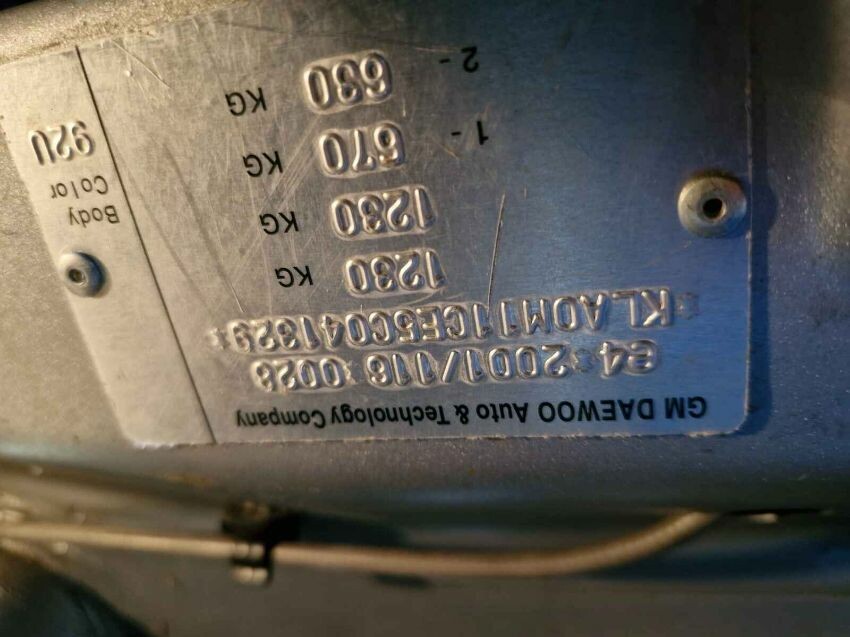 GM DAEWOO Auto & Technology Company
e4*2001/116*0028
*KLA0M11CE5C041329*
1230 KG
1230 KG
1- 670 KG
2- 630 KG
Body Color
92U